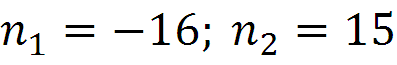 n₁ = −16; n₂ = 15